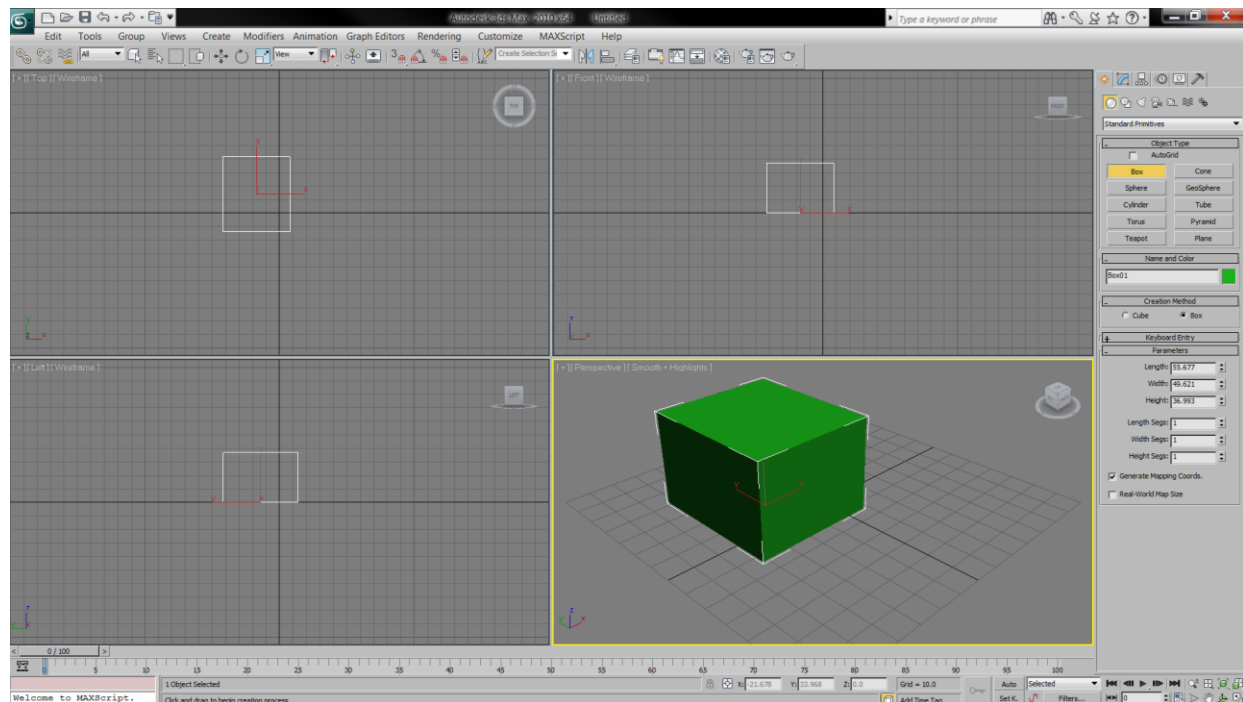 Autodesk 3ds Max 2010 x64 Untitled
Type a keyword or phrase
Edit Tools Group Views Create Modifiers Animation Graph Editors Rendering Customize MAXScript Help
All View 3 Create Selection S
[ + ][ Top ][ Wireframe ]
TOP
Y
X
Y
Z X
[ + ][ Front ][ Wireframe ]
FRONT
Y X
Z
X
[ + ][ Left ][ Wireframe ]
LEFT
Y X
Z
Y
[ + ][ Perspective ][ Smooth + Highlights ]
Y X
Z
Y X
Standard Primitives
- Object Type
AutoGrid
Box Cone
Sphere GeoSphere
Cylinder Tube
Torus Pyramid
Teapot Plane
- Name and Color
Box01
- Creation Method
Cube Box
+ Keyboard Entry
- Parameters
Length: 55.677
Width: 49.621
Height: 36.993
Length Segs: 1
Width Segs: 1
Height Segs: 1
Generate Mapping Coords.
Real-World Map Size
< 0 / 100 >
0 5 10 15 20 25 30 35 40 45 50 55 60 65 70 75 80 85 90 95 100
1 Object Selected X: -21.678 Y: 33.968 Z: 0.0 Grid = 10.0 Auto Selected
Welcome to MAXScript. Click and drag to begin creation process Add Time Tag Set K. Filters... 0